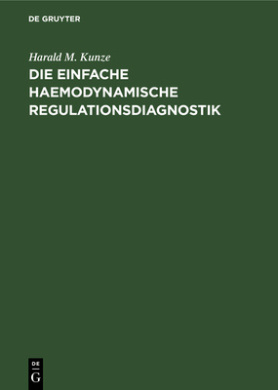 DE GRUYTER
Harald M. Kunze
DIE EINFACHE
HAEMODYNAMISCHE
REGULATIONSDIAGNOSTIK
DE
G